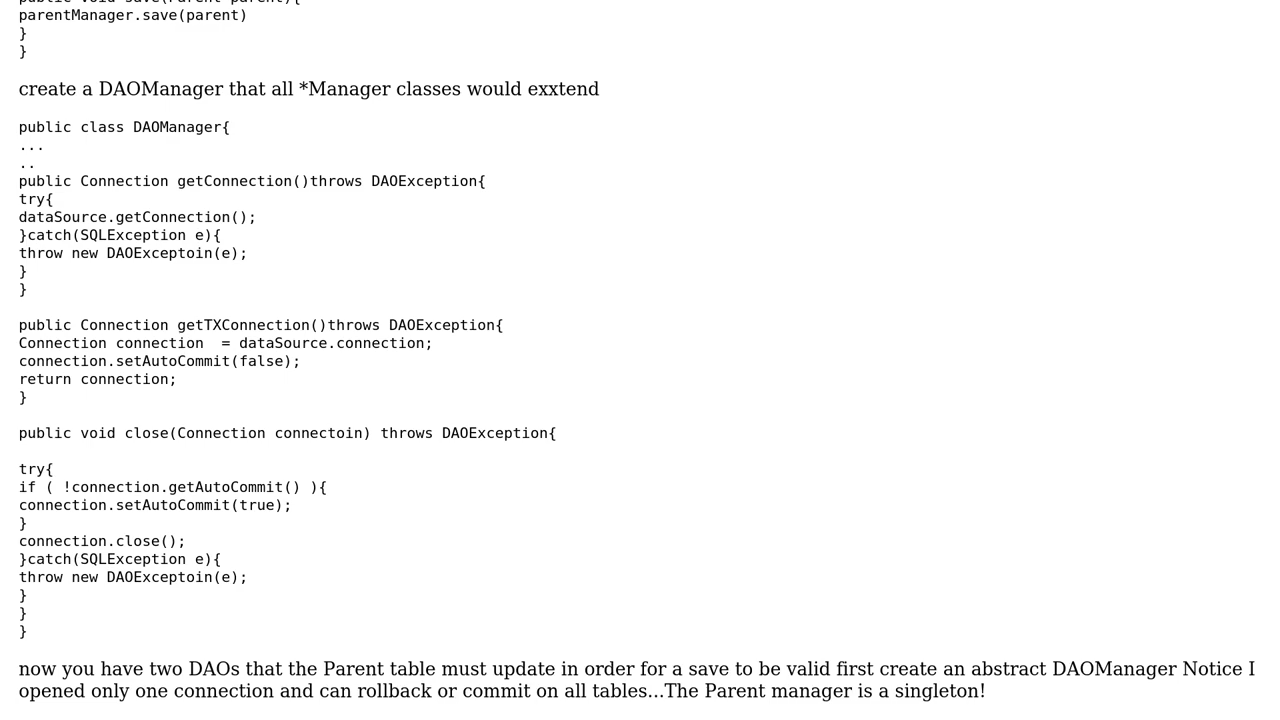 public void save(Parent parent){
parentManager.save(parent)
}
}
create a DAOManager that all *Manager classes would exxtend
public class DAOManager{
...
..
public Connection getConnection()throws DAOException{
try{
dataSource.getConnection();
}catch(SQLException e){
throw new DAOExceptoin(e);
}
}
public Connection getTXConnection()throws DAOException{
Connection connection  = dataSource.connection;
connection.setAutoCommit(false);
return connection;
}
public void close(Connection connectoin) throws DAOException{
try{
if ( !connection.getAutoCommit() ){
connection.setAutoCommit(true);
}
connection.close();
}catch(SQLException e){
throw new DAOExceptoin(e);
}
}
}
now you have two DAOs that the Parent table must update in order for a save to be valid first create an abstract DAOManager Notice I
opened only one connection and can rollback or commit on all tables...The Parent manager is a singleton!